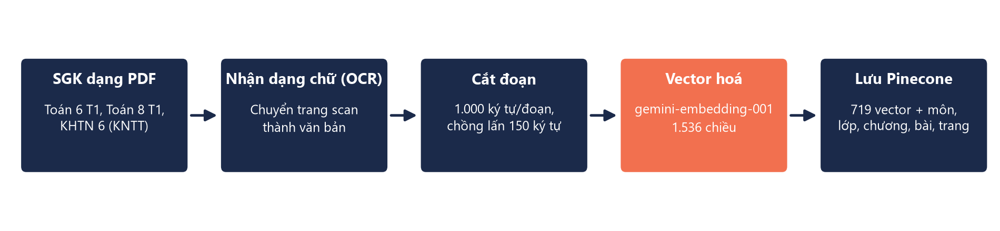 SGK dạng PDF
Toán 6 T1, Toán 8 T1,
KHTN 6 (KNTT)
Nhận dạng chữ (OCR)
Chuyển trang scan
thành văn bản
Cắt đoạn
1.000 ký tự/đoạn,
chồng lấn 150 ký tự
Vector hoá
gemini-embedding-001
1.536 chiều
Lưu Pinecone
719 vector + môn,
lớp, chương, bài, trang